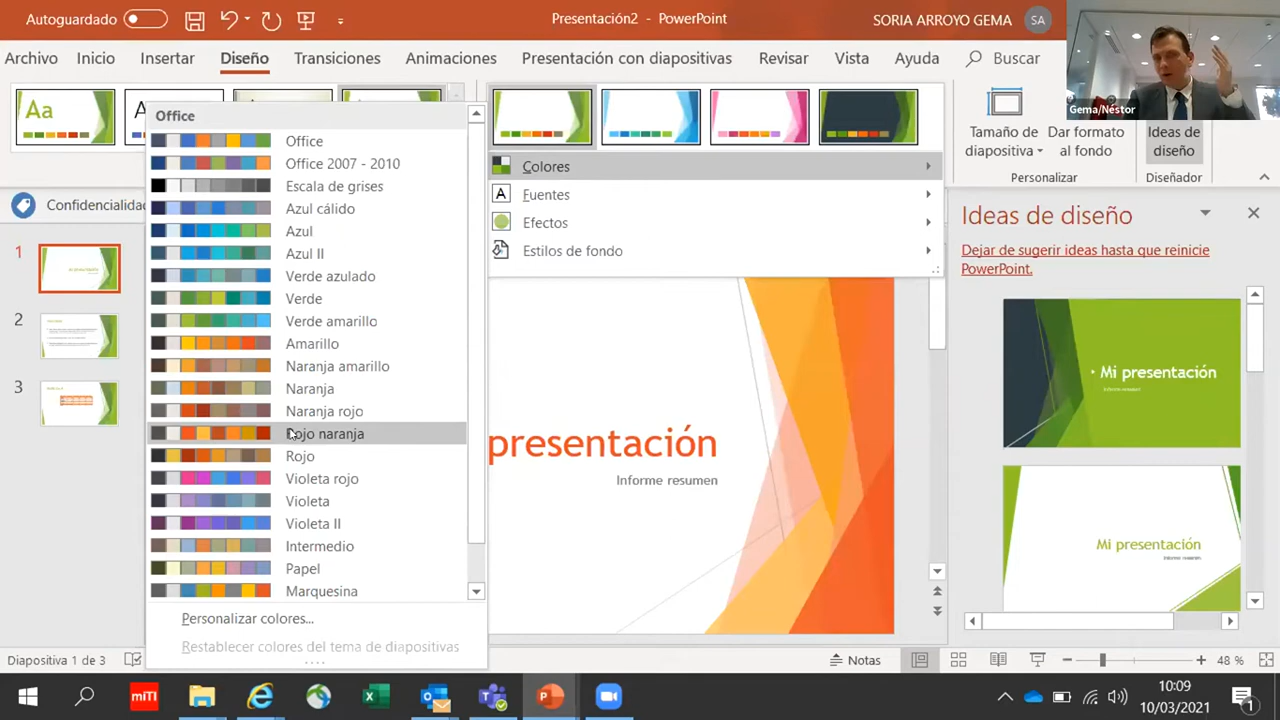 Autoguardado
Presentación2 - PowerPoint
SORIA ARROYO GEMA
SA
Archivo
Inicio
Insertar
Diseño
Transiciones
Animaciones
Presentación con diapositivas
Revisar
Vista
Ayuda
Buscar
Gema/Néstor
Aa
Tamaño de diapositiva
Dar formato al fondo
Ideas de diseño
Personalizar
Diseñador
Confidencialidad
Office
Office
Office 2007 - 2010
Escala de grises
Azul cálido
Azul
Azul II
Verde azulado
Verde
Verde amarillo
Amarillo
Naranja amarillo
Naranja
Naranja rojo
Rojo naranja
Rojo
Violeta rojo
Violeta
Violeta II
Intermedio
Papel
Marquesina
Personalizar colores...
Restablecer colores del tema de diapositivas
Colores
A Fuentes
Efectos
Estilos de fondo
1
2
3
presentación
Informe resumen
Ideas de diseño
Dejar de sugerir ideas hasta que reinicie
PowerPoint.
Mi presentación
Mi presentación
Diapositiva 1 de 3
Notas
48 %
miTI
10:09
10/03/2021
1